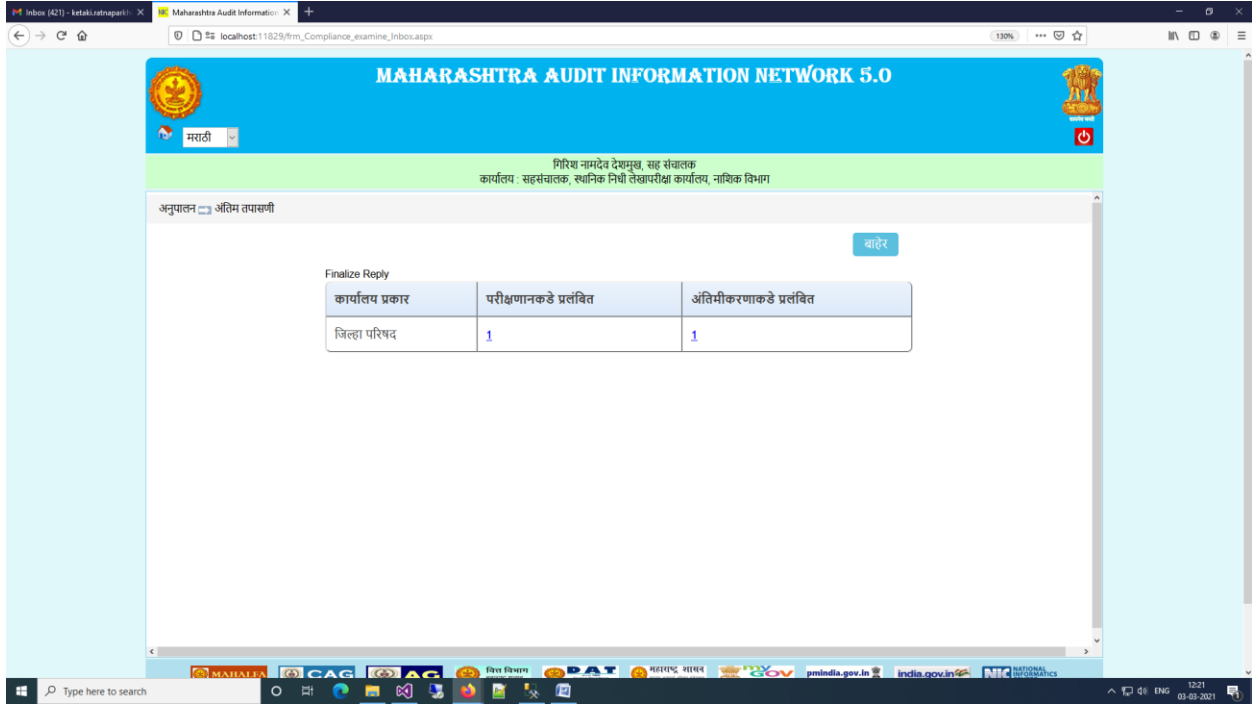 Inbox (421) - ketaki.ratnaparkh
Maharashtra Audit Information
localhost:11829/frm_Compliance_examine_Inbox.aspx
130%
MAHARASHTRA AUDIT INFORMATION NETWORK 5.0
मराठी
गिरिश नामदेव देशमुख, सह संचालक
कार्यालय : सहसंचालक, स्थानिक निधी लेखापरीक्षा कार्यालय, नाशिक विभाग
अनुपालन अंतिम तपासणी
बाहेर
Finalize Reply
कार्यालय प्रकार परीक्षणानकडे प्रलंबित अंतिमीकरणाकडे प्रलंबित
जिल्हा परिषद 1 1
MAHALFA CAG AG वित्त विभाग DAT महाराष्ट्र शासन myGov pmindia.gov.in india.gov.in NIC NATIONAL INFORMATICS
Type here to search
ENG 12:21
03-03-2021